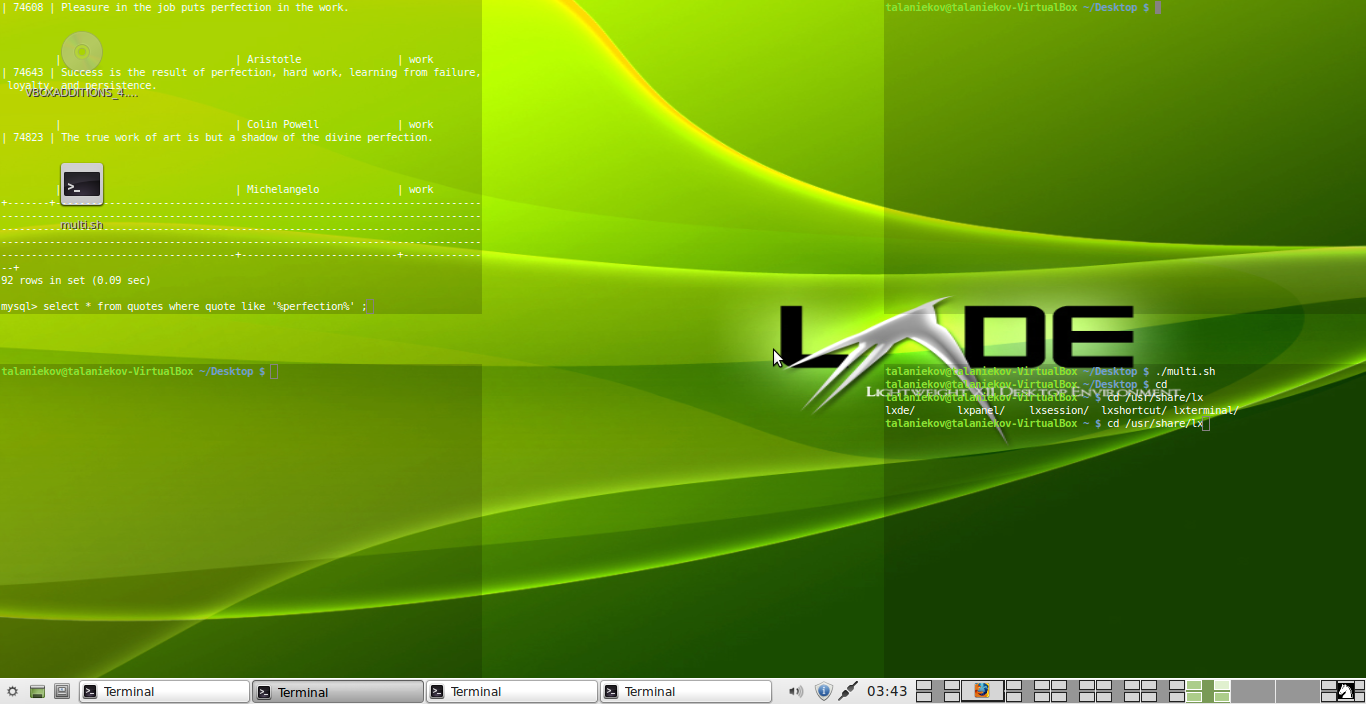 | 74608 | Pleasure in the job puts perfection in the work.
| | Aristotle | work
| 74643 | Success is the result of perfection, hard work, learning from failure,
loyalty, and persistence.
VBOXADDITIONS_4....
| | Colin Powell | work
| 74823 | The true work of art is but a shadow of the divine perfection.
| | Michelangelo | work
multi.sh
92 rows in set (0.09 sec)
mysql> select * from quotes where quote like '%perfection%' ;
talaniekov@talaniekov-VirtualBox ~/Desktop $
LXDE
Lightweight X11 Desktop Environment
talaniekov@talaniekov-VirtualBox ~/Desktop $
talaniekov@talaniekov-VirtualBox ~/Desktop $ ./multi.sh
talaniekov@talaniekov-VirtualBox ~/Desktop $ cd
talaniekov@talaniekov-VirtualBox ~ $ cd /usr/share/lx
lxde/ lxpanel/ lxsession/ lxshortcut/ lxterminal/
talaniekov@talaniekov-VirtualBox ~ $ cd /usr/share/lx
Terminal
Terminal
Terminal
Terminal
03:43